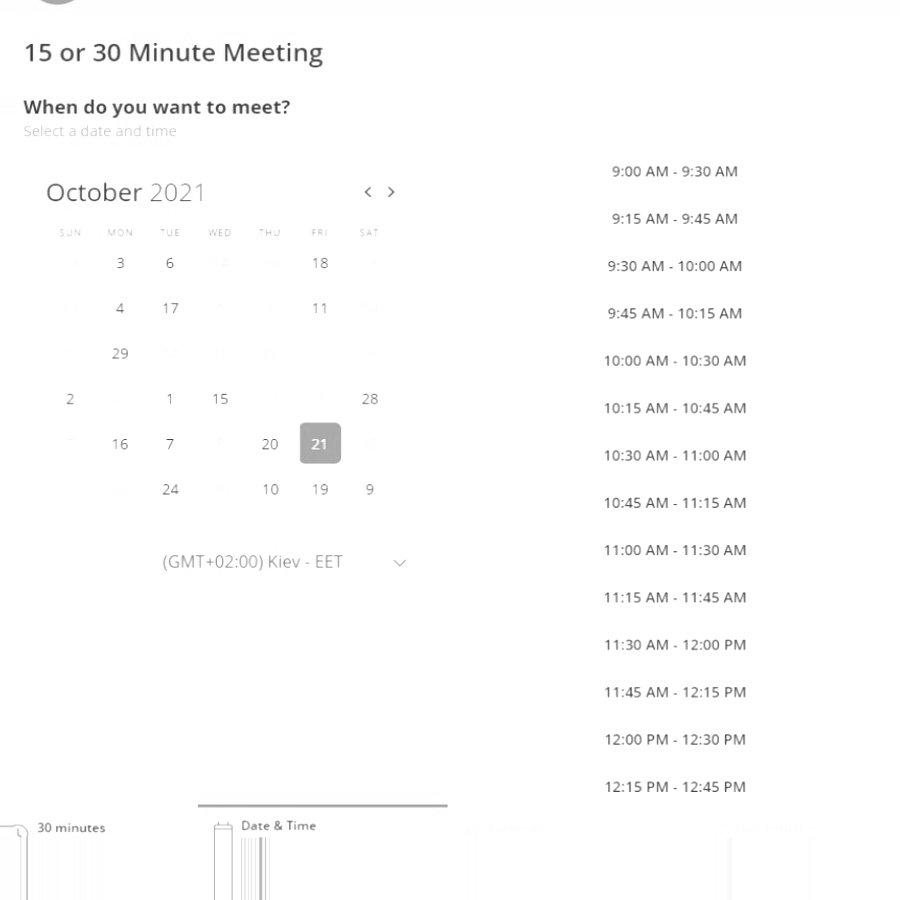 15 or 30 Minute Meeting
When do you want to meet?
Select a date and time
October 2021 < >
SUN MON TUE WED THU FRI SAT
3 6 18
4 17 11
29
2 1 15 28
16 7 20 21
24 10 19 9
(GMT+02:00) Kiev - EET
9:00 AM - 9:30 AM
9:15 AM - 9:45 AM
9:30 AM - 10:00 AM
9:45 AM - 10:15 AM
10:00 AM - 10:30 AM
10:15 AM - 10:45 AM
10:30 AM - 11:00 AM
10:45 AM - 11:15 AM
11:00 AM - 11:30 AM
11:15 AM - 11:45 AM
11:30 AM - 12:00 PM
11:45 AM - 12:15 PM
12:00 PM - 12:30 PM
12:15 PM - 12:45 PM
30 minutes
Date & Time